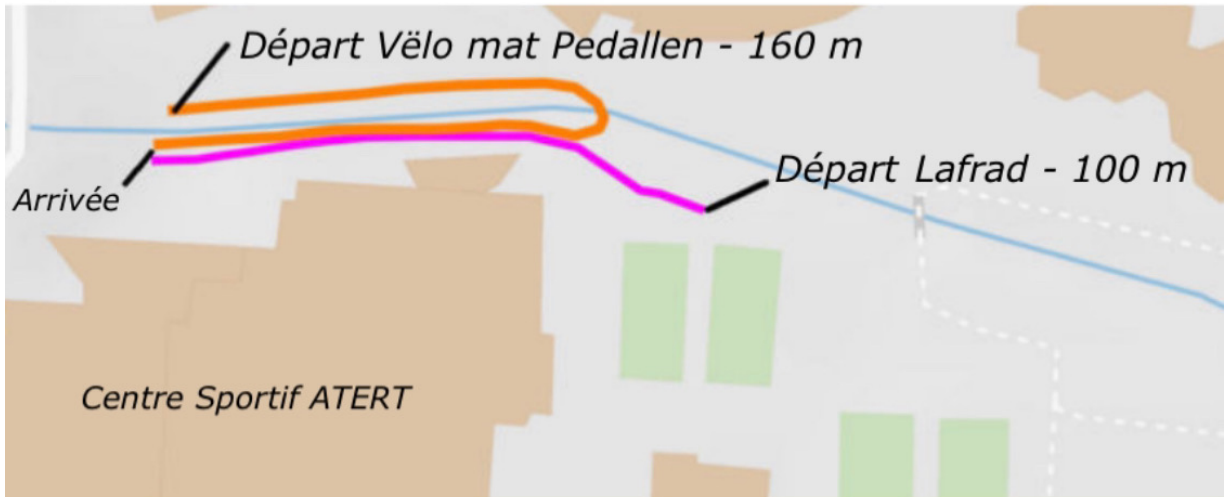 Départ Vëlo mat Pedallen - 160 m
Départ Lafrad - 100 m
Arrivée
Centre Sportif ATERT